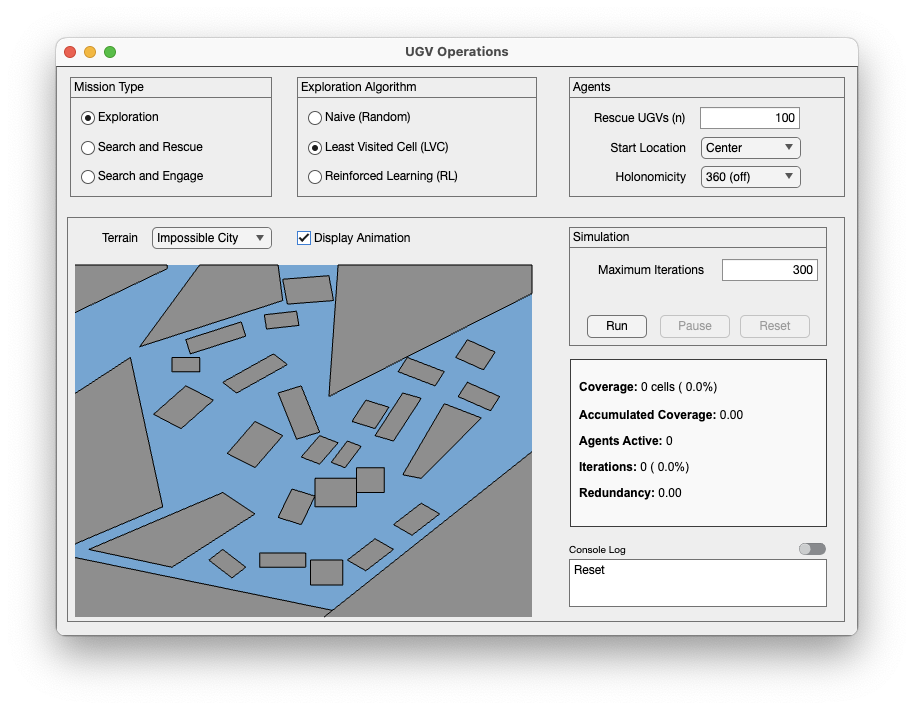 UGV Operations
Mission Type
Exploration
Search and Rescue
Search and Engage
Exploration Algorithm
Naive (Random)
Least Visited Cell (LVC)
Reinforced Learning (RL)
Agents
Rescue UGVs (n) 100
Start Location Center
Holonomicity 360 (off)
Terrain Impossible City Display Animation
Simulation
Maximum Iterations 300
Run Pause Reset
Coverage: 0 cells ( 0.0%)
Accumulated Coverage: 0.00
Agents Active: 0
Iterations: 0 ( 0.0%)
Redundancy: 0.00
Console Log
Reset